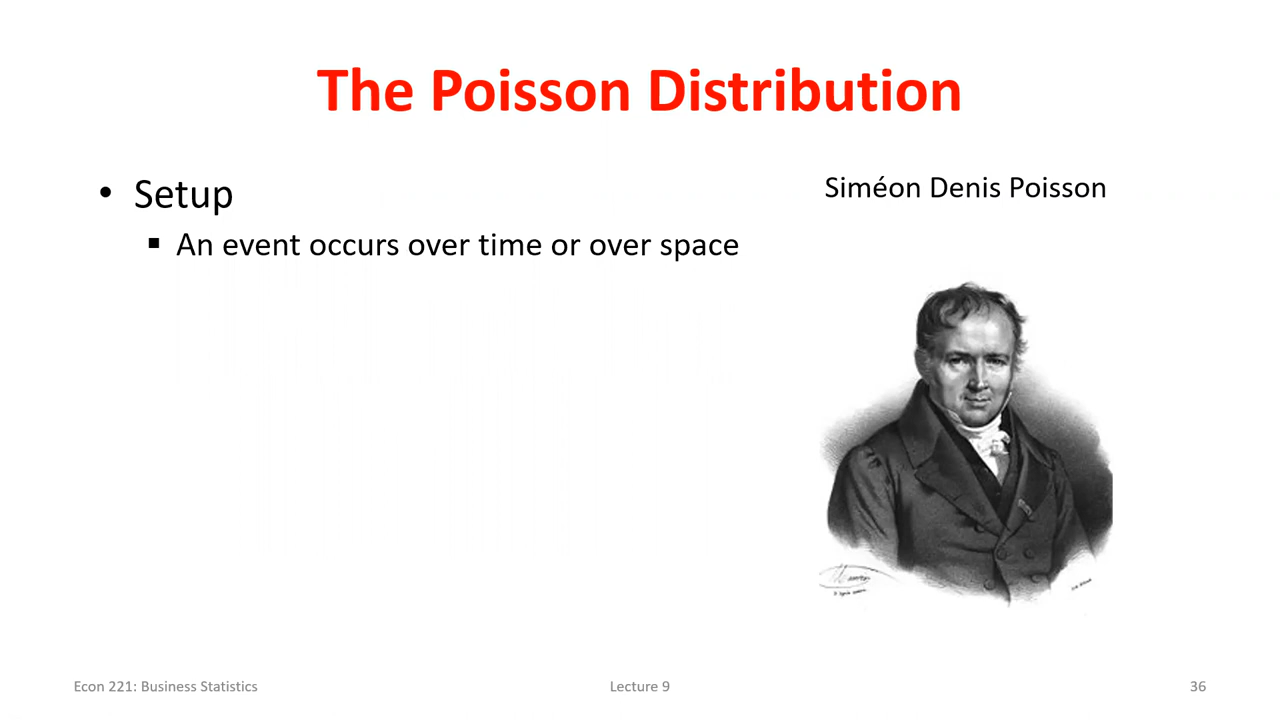 The Poisson Distribution
• Setup
▪ An event occurs over time or over space
Siméon Denis Poisson
Econ 221: Business Statistics
Lecture 9
36